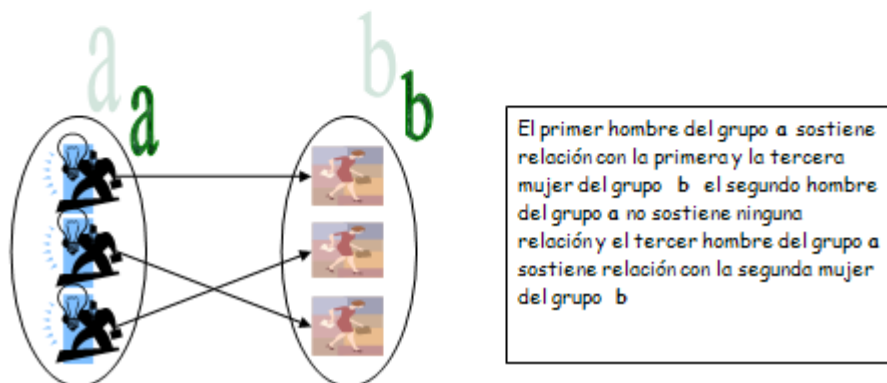 a
a
b
b
El primer hombre del grupo a sostiene
relación con la primera y la tercera
mujer del grupo b el segundo hombre
del grupo a no sostiene ninguna
relación y el tercer hombre del grupo a
sostiene relación con la segunda mujer
del grupo b